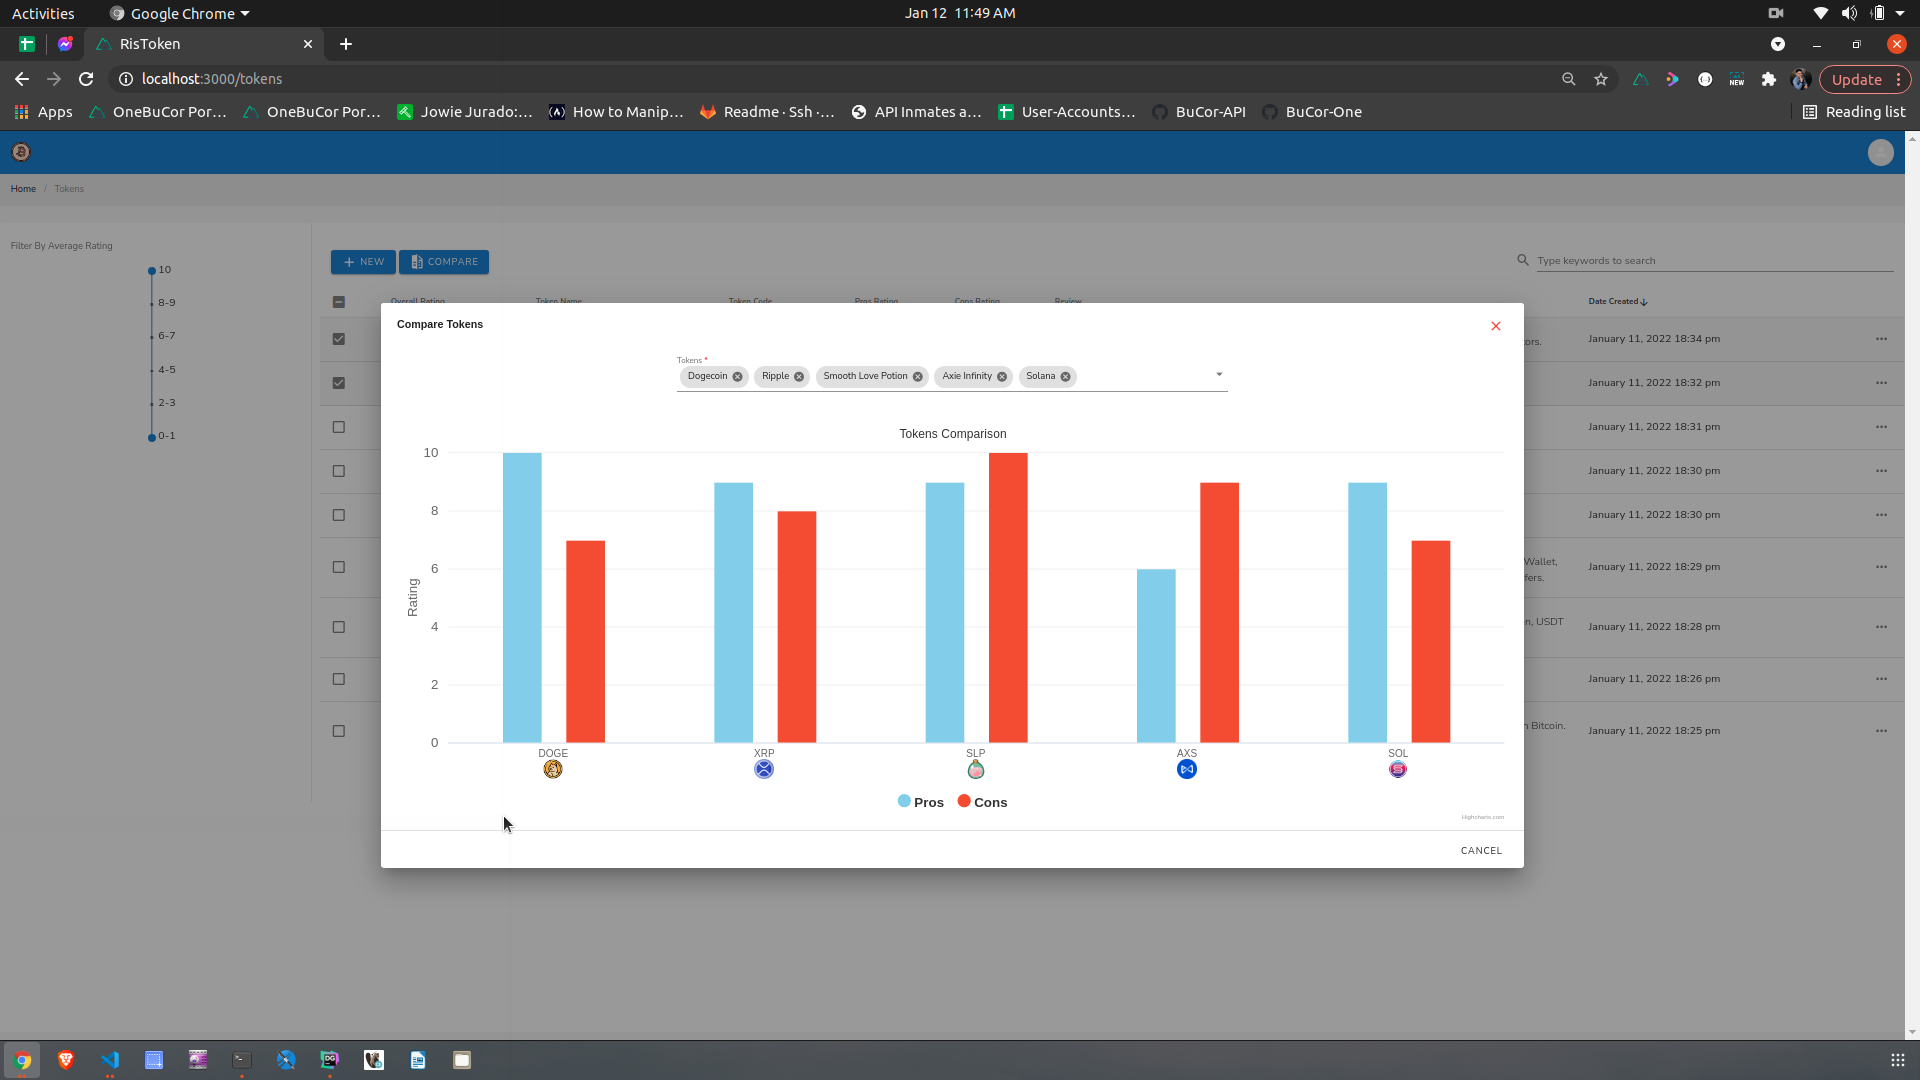 Activities
Google Chrome
Jan 12 11:49 AM
RisToken
localhost:3000/tokens
NEW
Update
Apps
OneBuCor Por...
OneBuCor Por...
Jowie Jurado:...
How to Manip...
Readme · Ssh ·...
API Inmates a...
User-Accounts...
BuCor-API
BuCor-One
Reading list
Home / Tokens
Filter By Average Rating
10
8-9
6-7
4-5
2-3
0-1
NEW
COMPARE
Type keywords to search
Overall Rating
Token Name
Token Code
Pros Rating
Cons Rating
Review
Date Created
ors.
January 11, 2022 18:34 pm
January 11, 2022 18:32 pm
January 11, 2022 18:31 pm
January 11, 2022 18:30 pm
January 11, 2022 18:30 pm
Wallet,
fers.
January 11, 2022 18:29 pm
n, USDT
January 11, 2022 18:28 pm
January 11, 2022 18:26 pm
n Bitcoin.
January 11, 2022 18:25 pm
Compare Tokens
Tokens *
Dogecoin
Ripple
Smooth Love Potion
Axie Infinity
Solana
Tokens Comparison
Rating
10
8
6
4
2
0
DOGE
XRP
SLP
AXS
SOL
Pros
Cons
Highcharts.com
CANCEL